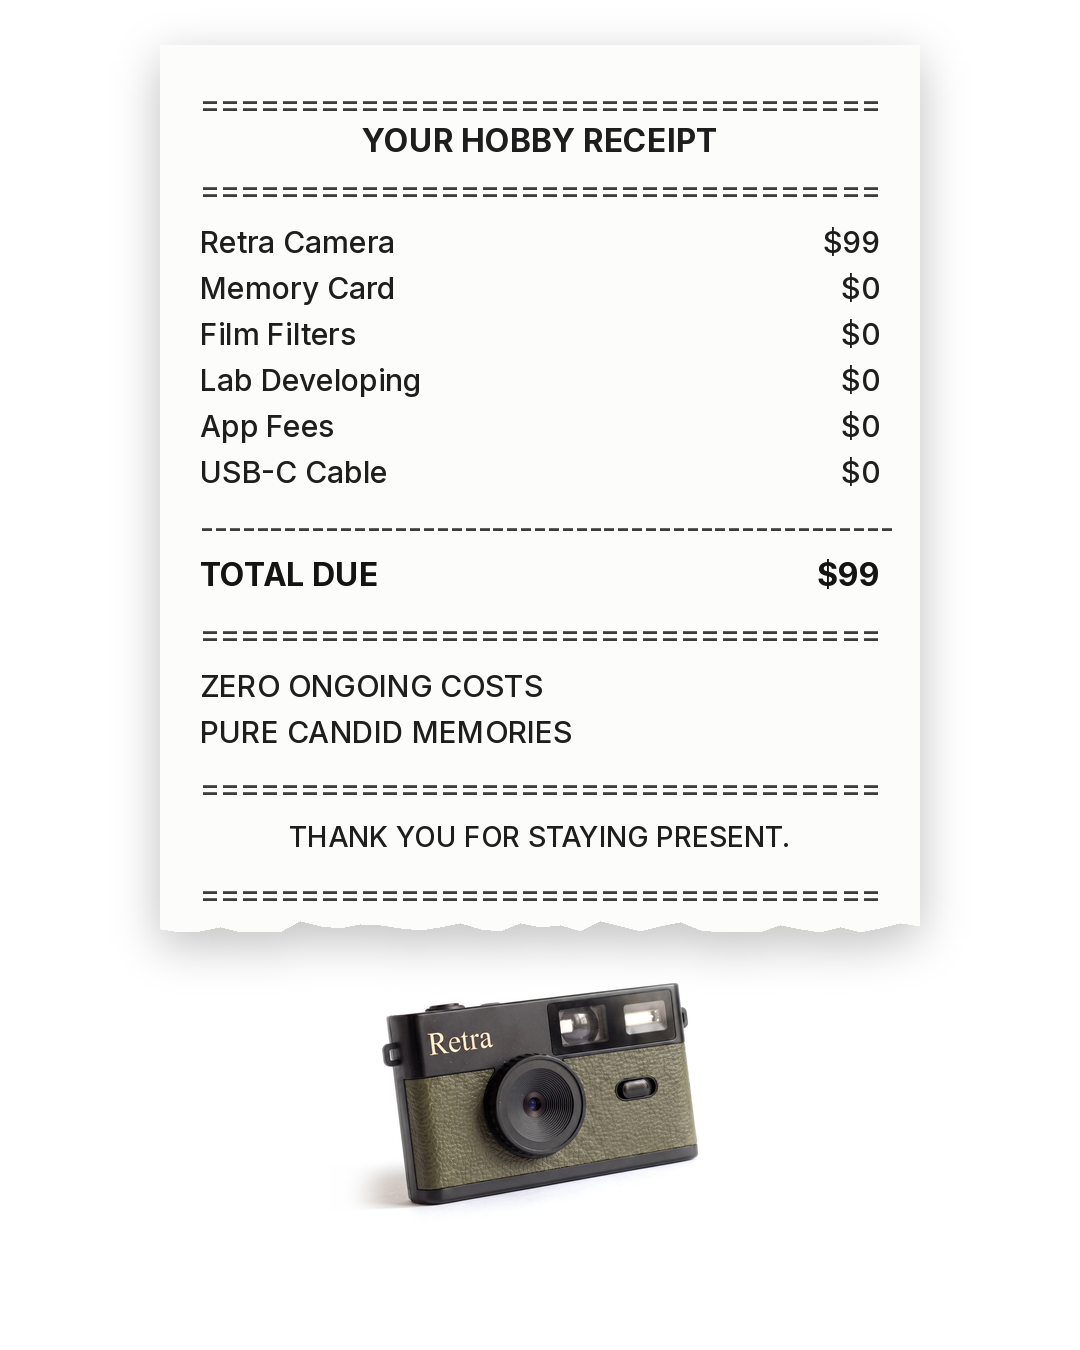 ==================================
YOUR HOBBY RECEIPT
==================================
Retra Camera $99
Memory Card $0
Film Filters $0
Lab Developing $0
App Fees $0
USB-C Cable $0
--------------------------------------------------
TOTAL DUE $99
==================================
ZERO ONGOING COSTS
PURE CANDID MEMORIES
==================================
THANK YOU FOR STAYING PRESENT.
==================================
Retra